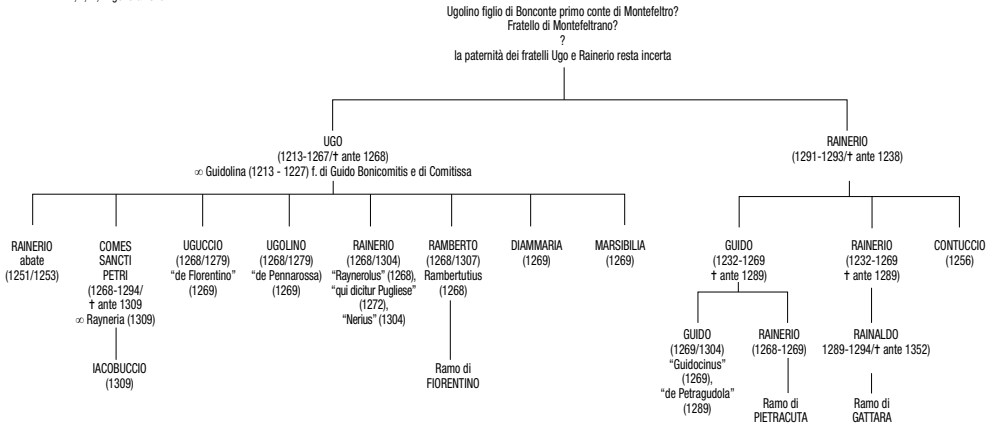 Ugolino figlio di Bonconte primo conte di Montefeltro?
Fratello di Montefeltrano?
?
la paternità dei fratelli Ugo e Rainerio resta incerta
UGO
(1213-1267/† ante 1268)
∞ Guidolina (1213 - 1227) f. di Guido Bonicomitis e di Comitissa
RAINERIO
(1291-1293/† ante 1238)
RAINERIO
abate
(1251/1253)
COMES
SANCTI
PETRI
(1268-1294/
† ante 1309
∞ Rayneria (1309)
UGUCCIO
(1268/1279)
“de Florentino”
(1269)
UGOLINO
(1268/1279)
“de Pennarossa)
(1269)
RAINERIO
(1268/1304)
“Raynerolus” (1268),
“qui dicitur Pugliese”
(1272),
“Nerius” (1304)
RAMBERTO
(1268/1307)
Rambertutius
(1268)
DIAMMARIA
(1269)
MARSIBILIA
(1269)
GUIDO
(1232-1269
† ante 1289)
RAINERIO
(1232-1269
† ante 1289)
CONTUCCIO
(1256)
IACOBUCCIO
(1309)
Ramo di
FIORENTINO
GUIDO
(1269/1304)
“Guidocinus”
(1269),
“de Petragudola”
(1289)
RAINERIO
(1268-1269)
RAINALDO
1289-1294/† ante 1352)
Ramo di
PIETRACUTA
Ramo di
GATTARA